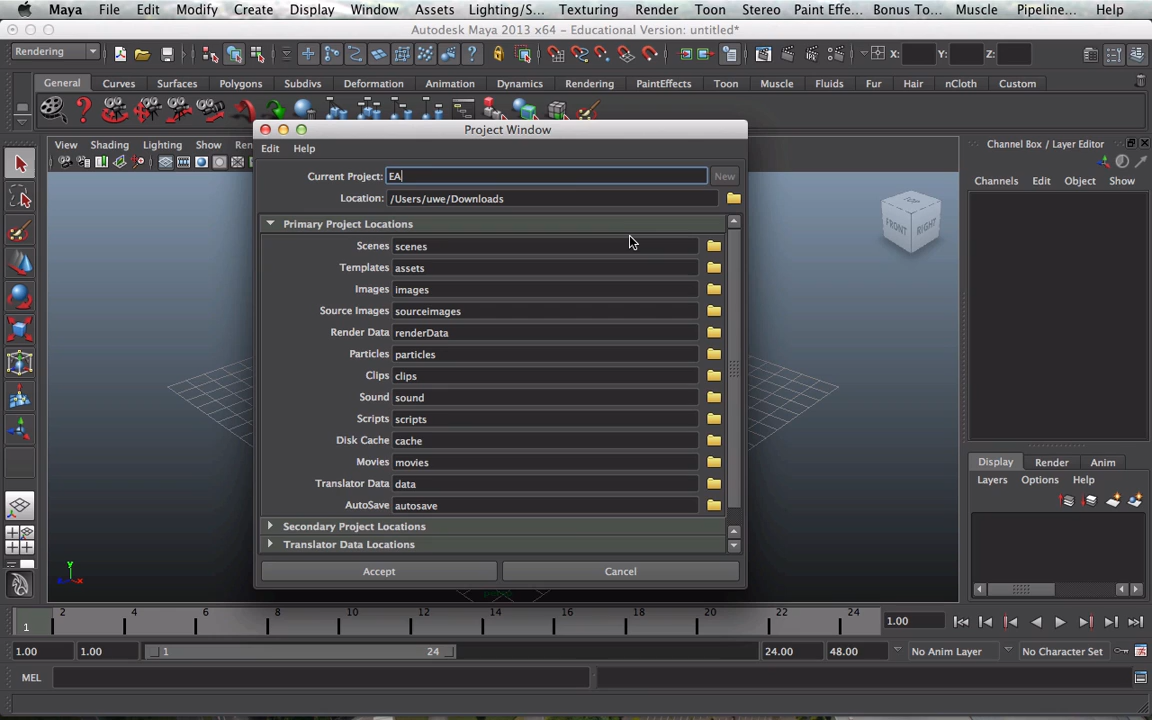 Maya File Edit Modify Create Display Window Assets Lighting/S... Texturing Render Toon Stereo Paint Effe... Bonus To... Muscle Pipeline... Help
Autodesk Maya 2013 x64 – Educational Version: untitled*
Rendering X: Y: Z:
General Curves Surfaces Polygons Subdivs Deformation Animation Dynamics Rendering PaintEffects Toon Muscle Fluids Fur Hair nCloth Custom
Project Window
View Shading Lighting Show Ren
Edit Help
Channel Box / Layer Editor
Channels Edit Object Show
Current Project: EA New
Location: /Users/uwe/Downloads
TOP
FRONT RIGHT
Primary Project Locations
Scenes scenes
Templates assets
Images images
Source Images sourceimages
Render Data renderData
Particles particles
Clips clips
Sound sound
Scripts scripts
Disk Cache cache
Movies movies
Translator Data data
AutoSave autosave
Secondary Project Locations
Translator Data Locations
Accept Cancel
Display Render Anim
Layers Options Help
y
z x
1 2 4 6 8 10 12 14 16 18 20 22 24 1.00
1.00 1.00 1 24 24.00 48.00 No Anim Layer No Character Set
MEL